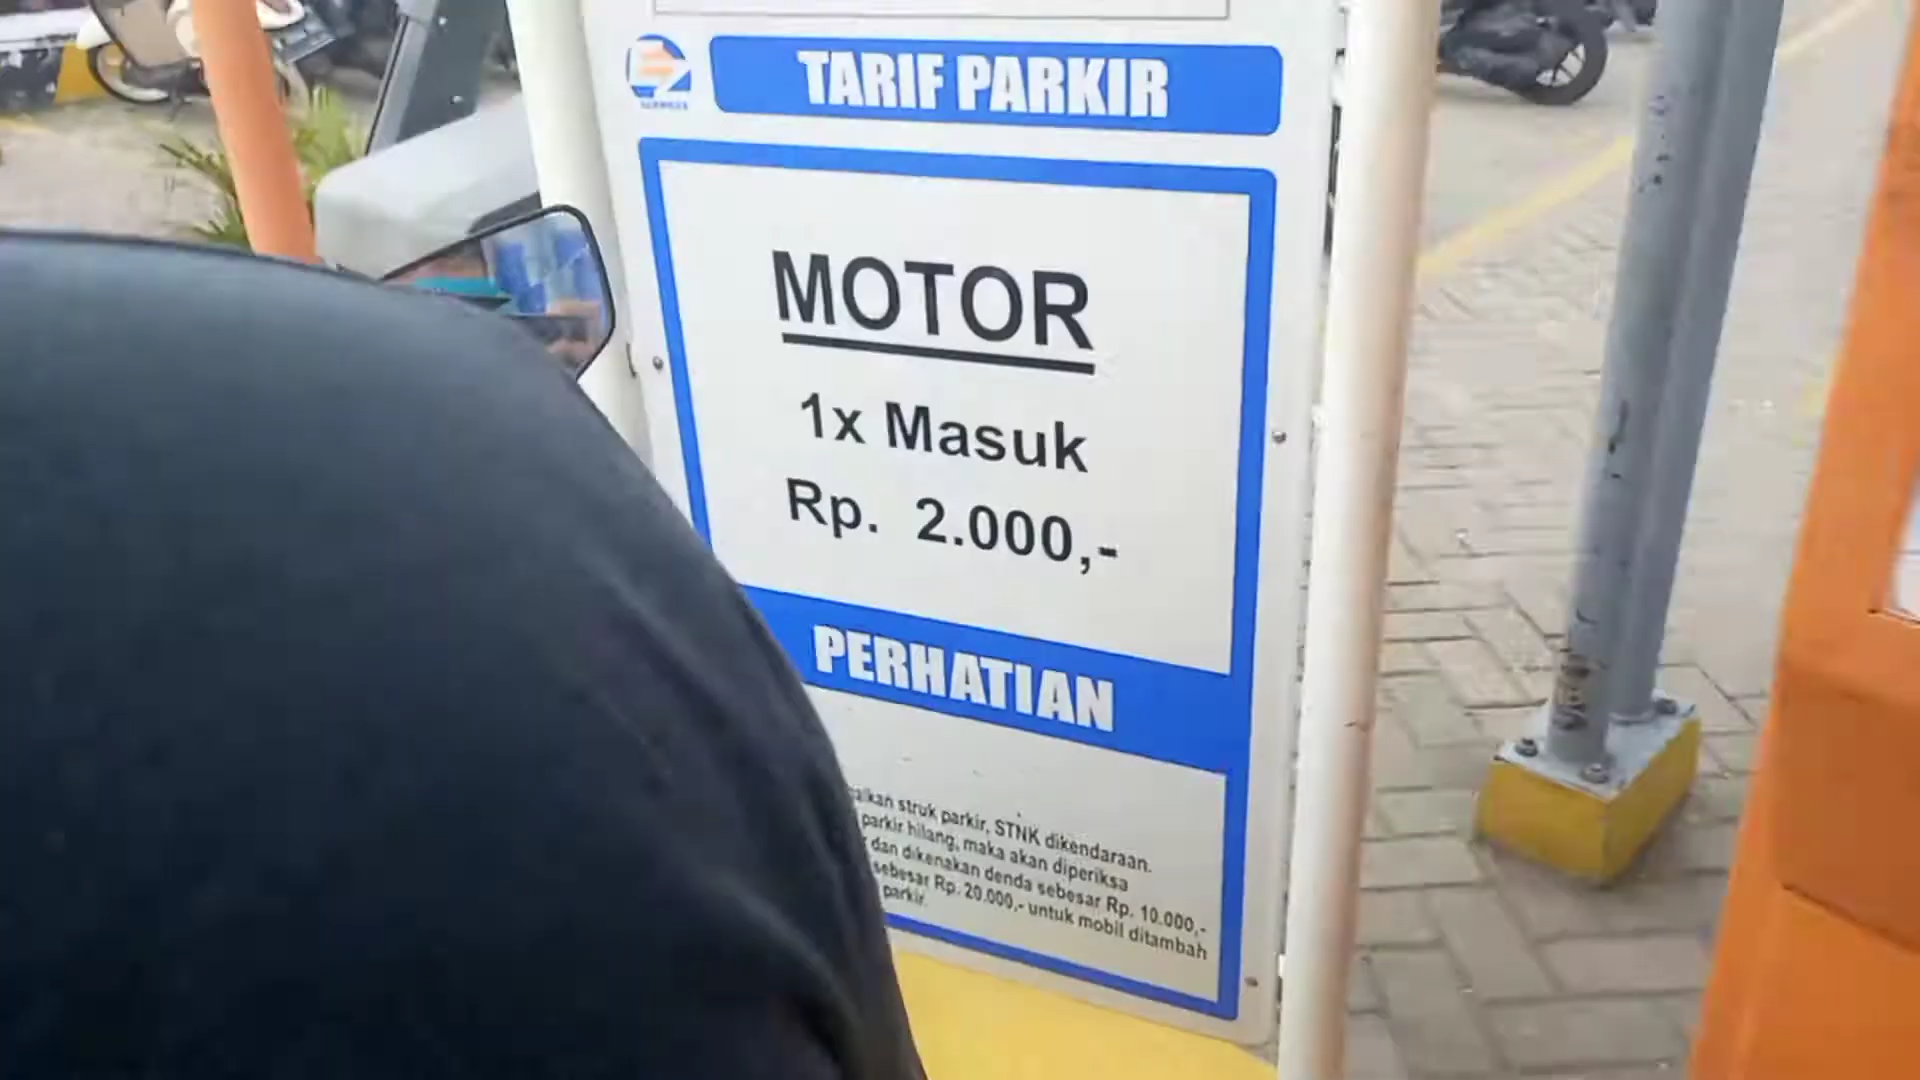 TARIF PARKIR
MOTOR
1x Masuk
Rp. 2.000,-
PERHATIAN
struk parkir, STNK dikendaraan.
parkir hilang, maka akan diperiksa
dan dikenakan denda sebesar Rp. 10.000,-
sebesar Rp. 20.000,- untuk mobil ditambah
parkir.